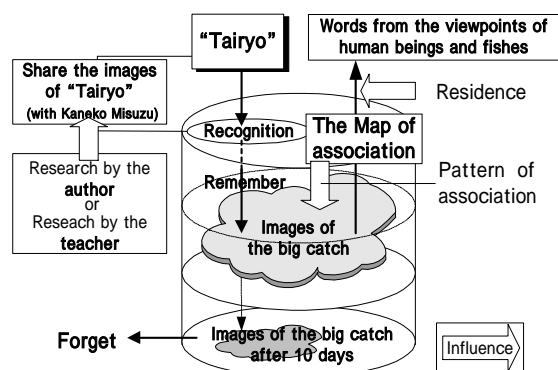 “Tairyo”
Words from the viewpoints of
human beings and fishes
Share the images
of “Tairyo”
(with Kaneko Misuzu)
Residence
Recognition
The Map of
association
Research by the
author
or
Reseach by the
teacher
Remember
Pattern of
association
Images of
the big catch
Forget
Images of the big catch
after 10 days
Influence